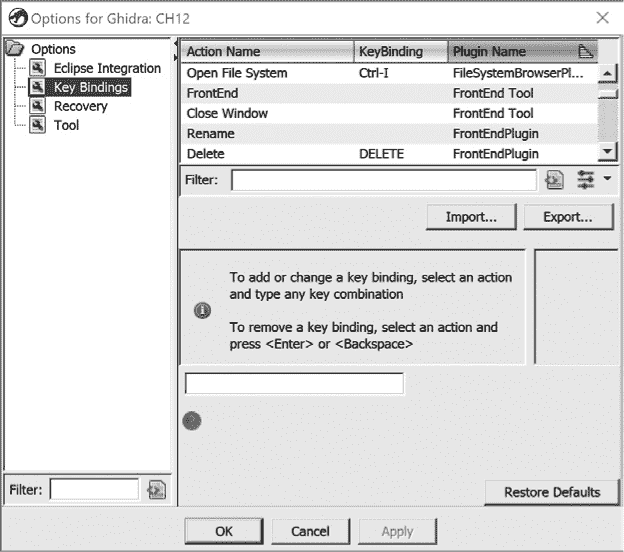 Options for Ghidra: CH12
Options
Eclipse Integration
Key Bindings
Recovery
Tool
Filter:
Action Name KeyBinding Plugin Name
Open File System Ctrl-I FileSystemBrowserPl...
FrontEnd FrontEnd Tool
Close Window FrontEnd Tool
Rename FrontEndPlugin
Delete DELETE FrontEndPlugin
Filter:
Import... Export...
To add or change a key binding, select an action
and type any key combination
To remove a key binding, select an action and
press <Enter> or <Backspace>
Restore Defaults
OK Cancel Apply